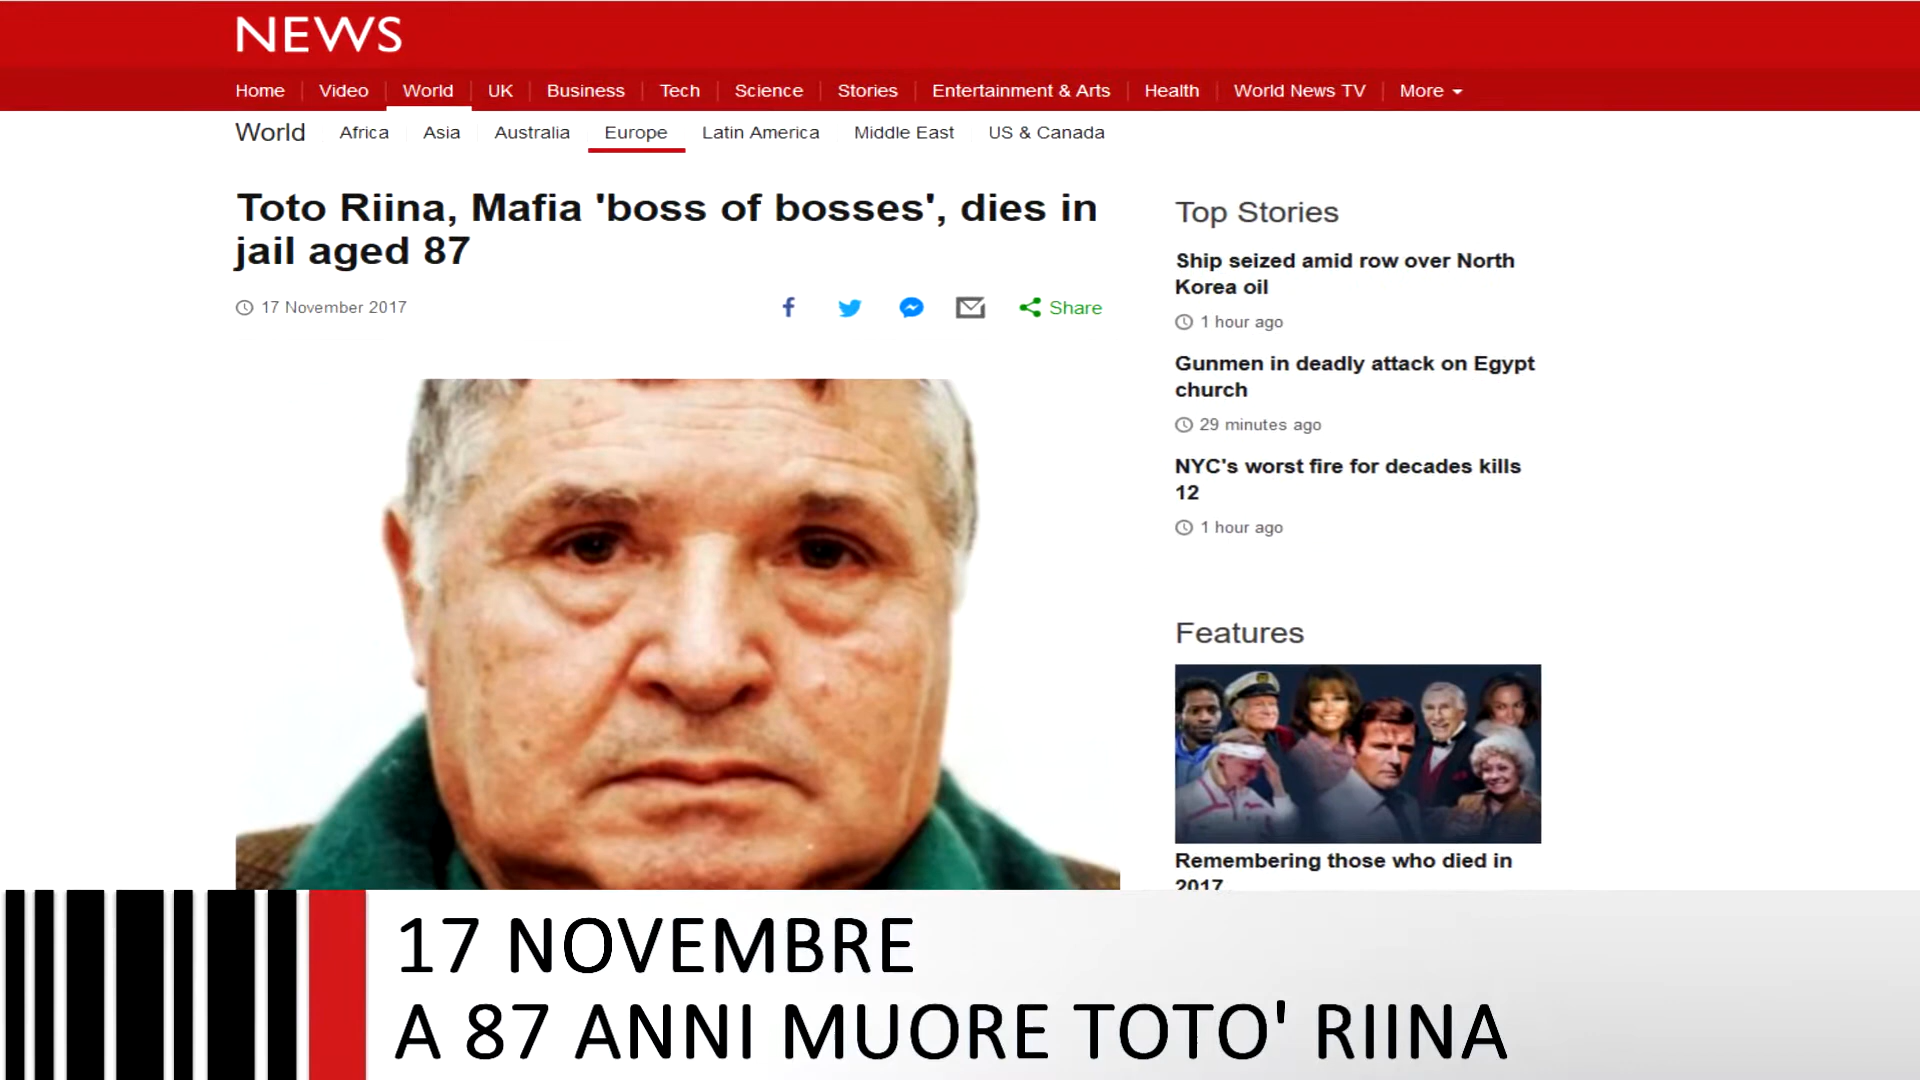 NEWS
Home Video World UK Business Tech Science Stories Entertainment & Arts Health World News TV More
World Africa Asia Australia Europe Latin America Middle East US & Canada
Toto Riina, Mafia 'boss of bosses', dies in
jail aged 87
17 November 2017
Share
Top Stories
Ship seized amid row over North
Korea oil
1 hour ago
Gunmen in deadly attack on Egypt
church
29 minutes ago
NYC's worst fire for decades kills
12
1 hour ago
Features
Remembering those who died in
2017
17 NOVEMBRE
A 87 ANNI MUORE TOTO' RIINA